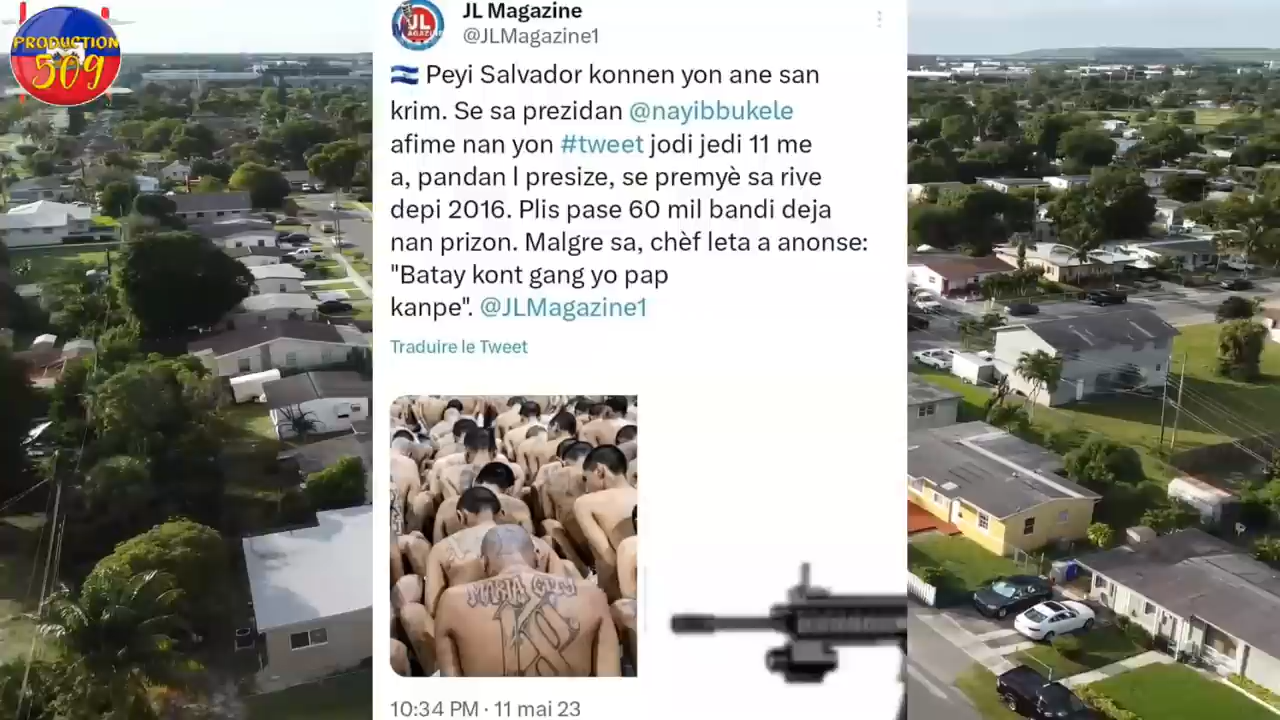 PRODUCTION
509
JL
JL Magazine
@JLMagazine1
Peyi Salvador konnen yon ane san
krim. Se sa prezidan @nayibbukele
afime nan yon #tweet jodi jedi 11 me
a, pandan l presize, se premyè sa rive
depi 2016. Plis pase 60 mil bandi deja
nan prizon. Malgre sa, chèf leta a anonse:
"Batay kont gang yo pap
kanpe". @JLMagazine1
Traduire le Tweet
10:34 PM · 11 mai 23